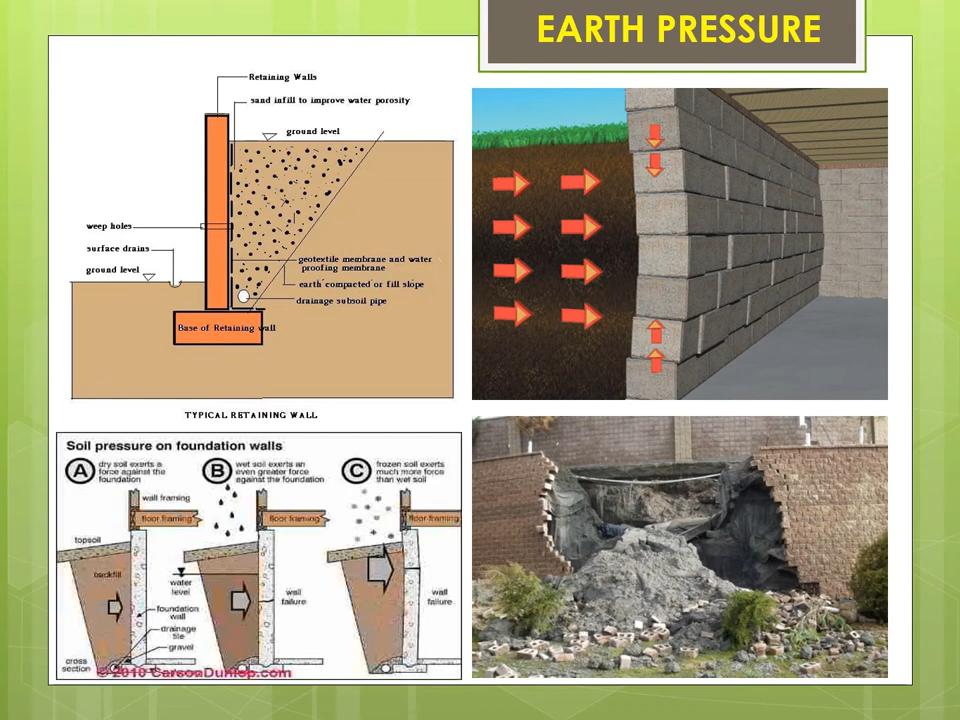 EARTH PRESSURE
Retaining Walls
sand infill to improve water porosity
ground level
weep holes
surface drains
ground level
geotextile membrane and water
proofing membrane
earth compacted or fill slope
drainage subsoil pipe
Base of Retaining wall
TYPICAL RETAINING WALL
Soil pressure on foundation walls
A
dry soil exerts a
force against the
foundation
B
wet soil exerts an
even greater force
against the foundation
C
frozen soil exerts
much more force
than wet soil
wall framing
floor framing
floor framing
floor framing
topsoil
backfill
water
level
wall
failure
wall
failure
foundation
wall
drainage
tile
gravel
cross
section
© 2010 CarsonDunlop.com